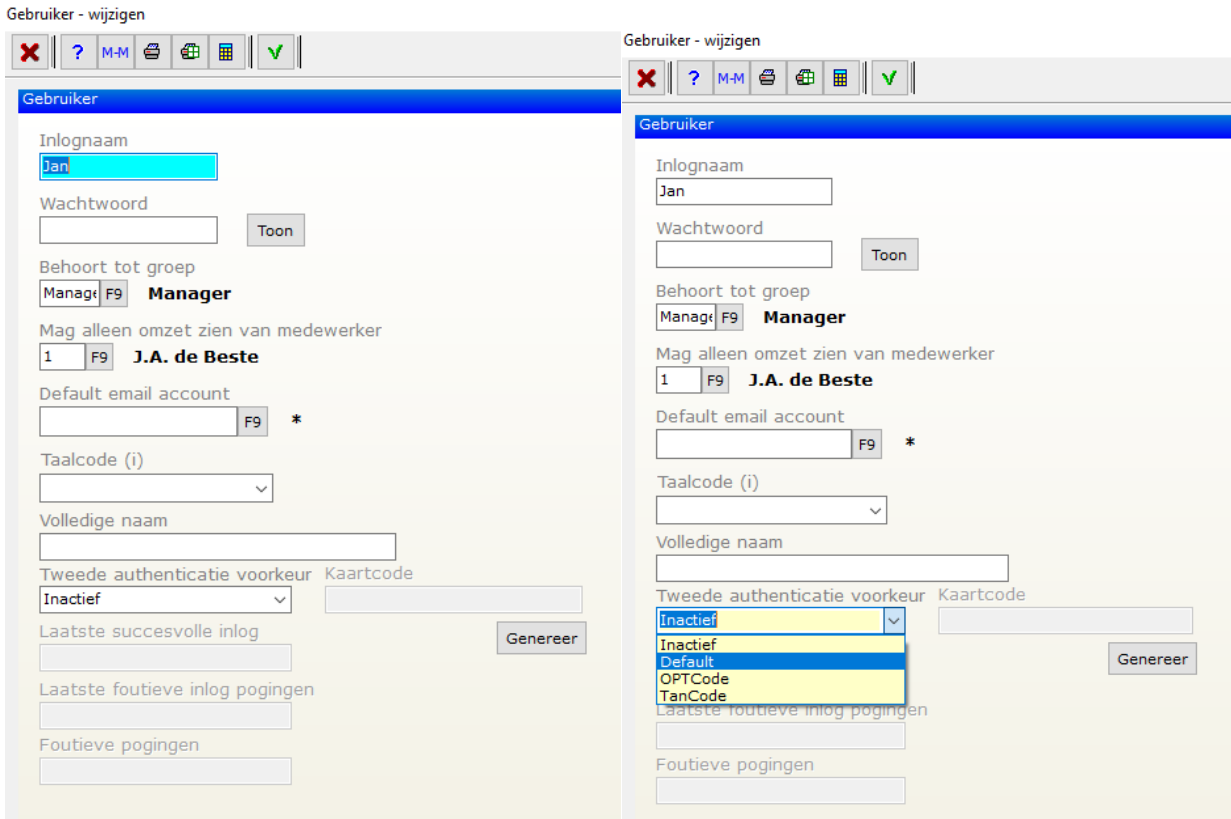 Gebruiker - wijzigen
? M-M
Gebruiker
Inlognaam
Jan
Wachtwoord
Toon
Behoort tot groep
Manage F9 Manager
Mag alleen omzet zien van medewerker
1 F9 J.A. de Beste
Default email account
F9 *
Taalcode (i)
Volledige naam
Tweede authenticatie voorkeur Kaartcode
Inactief
Laatste succesvolle inlog
Genereer
Laatste foutieve inlog pogingen
Foutieve pogingen
Gebruiker - wijzigen
? M-M
Gebruiker
Inlognaam
Jan
Wachtwoord
Toon
Behoort tot groep
Manage F9 Manager
Mag alleen omzet zien van medewerker
1 F9 J.A. de Beste
Default email account
F9 *
Taalcode (i)
Volledige naam
Tweede authenticatie voorkeur Kaartcode
Inactief
Inactief
Default
Genereer
OPTCode
TanCode
Laatste foutieve inlog pogingen
Foutieve pogingen